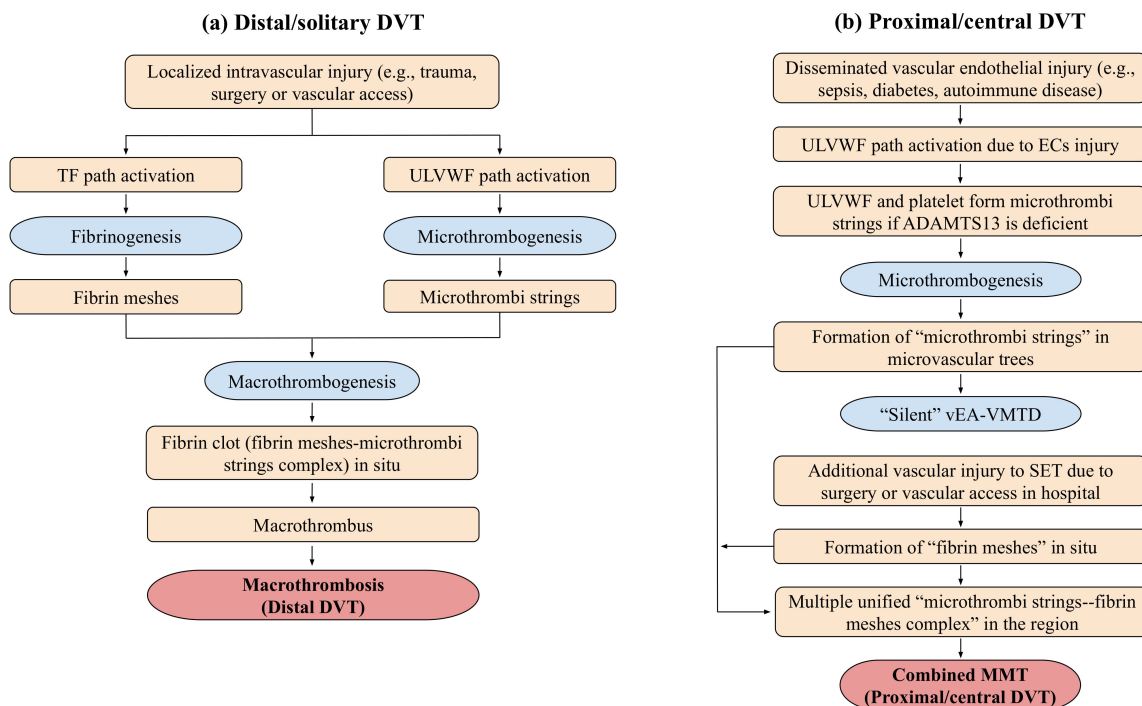 (a) Distal/solitary DVT
Localized intravascular injury (e.g., trauma,
surgery or vascular access)
TF path activation
ULVWF path activation
Fibrinogenesis
Microthrombogenesis
Fibrin meshes
Microthrombi strings
Macrothrombogenesis
Fibrin clot (fibrin meshes-microthrombi
strings complex) in situ
Macrothrombus
Macrothrombosis
(Distal DVT)
(b) Proximal/central DVT
Disseminated vascular endothelial injury (e.g.,
sepsis, diabetes, autoimmune disease)
ULVWF path activation due to ECs injury
ULVWF and platelet form microthrombi
strings if ADAMTS13 is deficient
Microthrombogenesis
Formation of “microthrombi strings” in
microvascular trees
“Silent” vEA-VMTD
Additional vascular injury to SET due to
surgery or vascular access in hospital
Formation of “fibrin meshes” in situ
Multiple unified “microthrombi strings--fibrin
meshes complex” in the region
Combined MMT
(Proximal/central DVT)